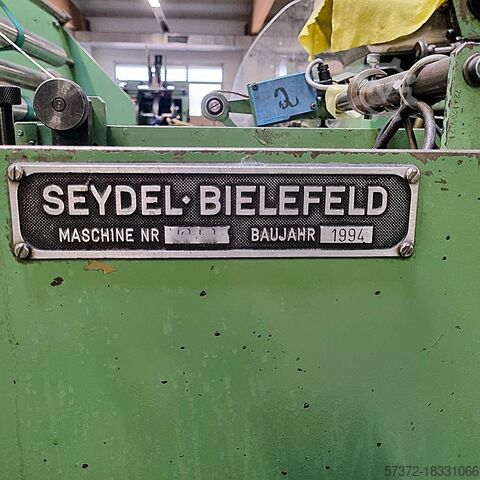 2
SEYDEL · BIELEFELD
MASCHINE NR BAUJAHR 1994
57372-18331066